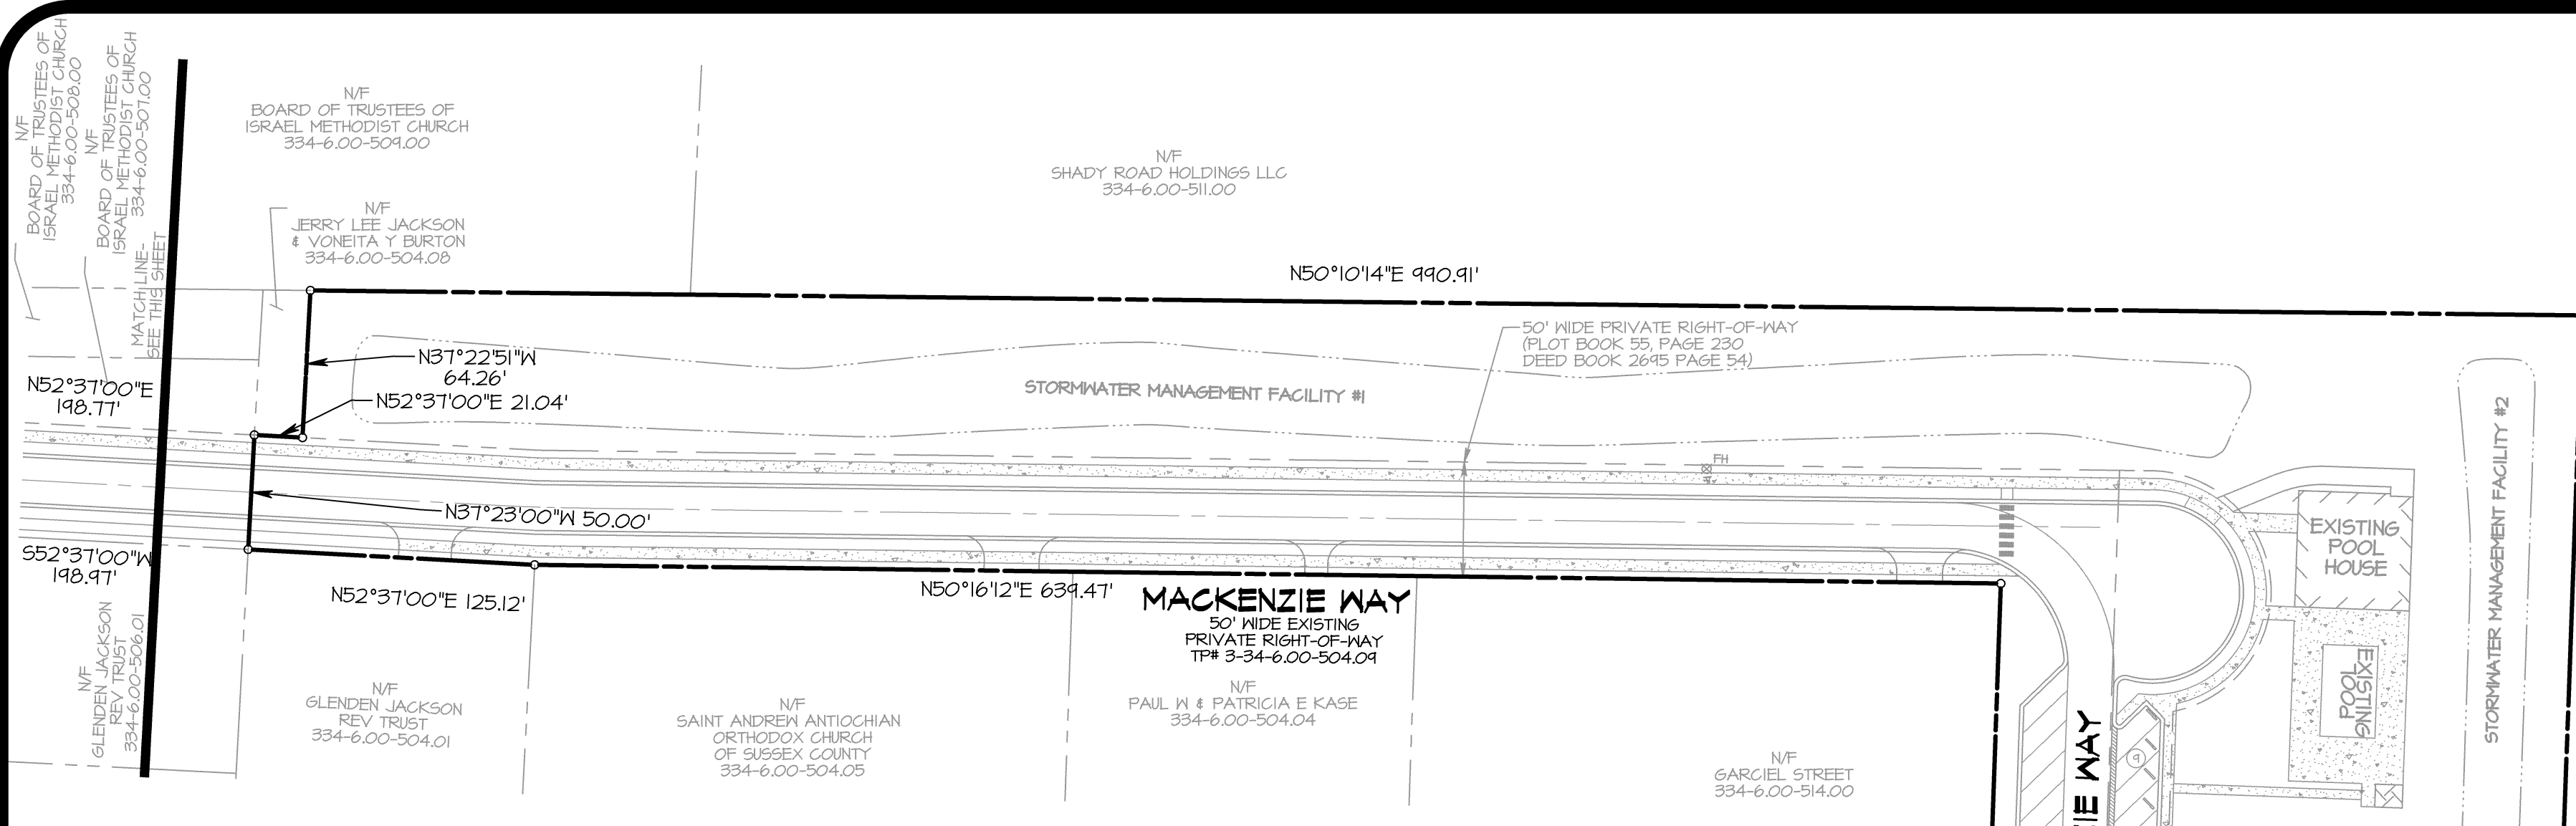 N/F
BOARD OF TRUSTEES OF
ISRAEL METHODIST CHURCH
334-6.00-508.00
N/F
BOARD OF TRUSTEES OF
ISRAEL METHODIST CHURCH
334-6.00-507.00
MATCH LINE-
SEE THIS SHEET
N/F
BOARD OF TRUSTEES OF
ISRAEL METHODIST CHURCH
334-6.00-509.00
N/F
JERRY LEE JACKSON
& VONEITA Y BURTON
334-6.00-504.08
N/F
SHADY ROAD HOLDINGS LLC
334-6.00-511.00
N50°10'14"E 990.91'
50' WIDE PRIVATE RIGHT-OF-WAY
(PLOT BOOK 55, PAGE 230
DEED BOOK 2695 PAGE 54)
N37°22'51"W
64.26'
N52°37'00"E 21.04'
N52°37'00"E
198.77'
STORMWATER MANAGEMENT FACILITY #1
FH
N37°23'00"W 50.00'
S52°37'00"W
198.97'
N52°37'00"E 125.12'
N50°16'12"E 639.47'
MACKENZIE WAY
50' WIDE EXISTING
PRIVATE RIGHT-OF-WAY
TP# 3-34-6.00-504.09
EXISTING
POOL
HOUSE
EXISTING
POOL
STORMWATER MANAGEMENT FACILITY #2
N/F
GLENDEN JACKSON
REV TRUST
334-6.00-506.01
N/F
GLENDEN JACKSON
REV TRUST
334-6.00-504.01
N/F
SAINT ANDREW ANTIOCHIAN
ORTHODOX CHURCH
OF SUSSEX COUNTY
334-6.00-504.05
N/F
PAUL W & PATRICIA E KASE
334-6.00-504.04
N/F
GARCIEL STREET
334-6.00-514.00
ZIE WAY
9